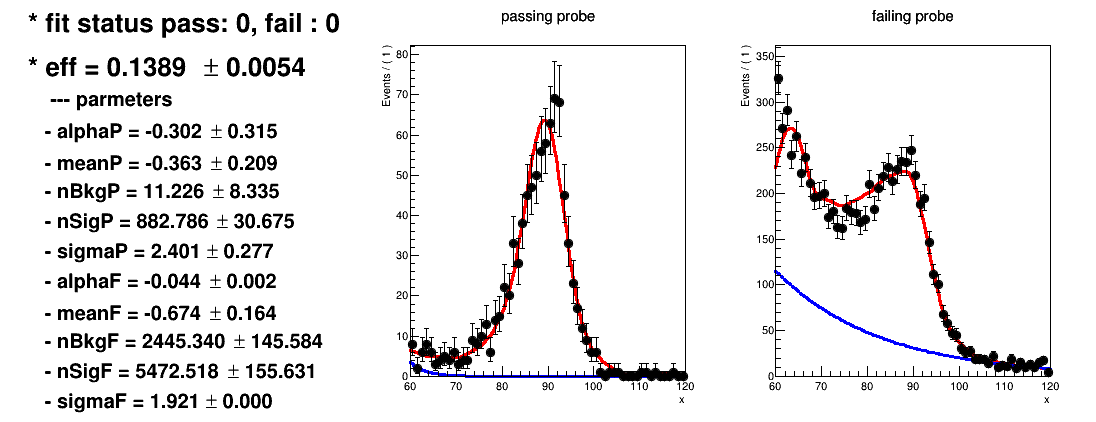 * fit status pass: 0, fail : 0
* eff = 0.1389 ± 0.0054
--- parmeters
- alphaP = -0.302 ± 0.315
- meanP = -0.363 ± 0.209
- nBkgP = 11.226 ± 8.335
- nSigP = 882.786 ± 30.675
- sigmaP = 2.401 ± 0.277
- alphaF = -0.044 ± 0.002
- meanF = -0.674 ± 0.164
- nBkgF = 2445.340 ± 145.584
- nSigF = 5472.518 ± 155.631
- sigmaF = 1.921 ± 0.000
passing probe
Events / ( 1 )
80
70
60
50
40
30
20
10
0
60 70 80 90 100 110 120
x
failing probe
Events / ( 1 )
350
300
250
200
150
100
50
0
60 70 80 90 100 110 120
x